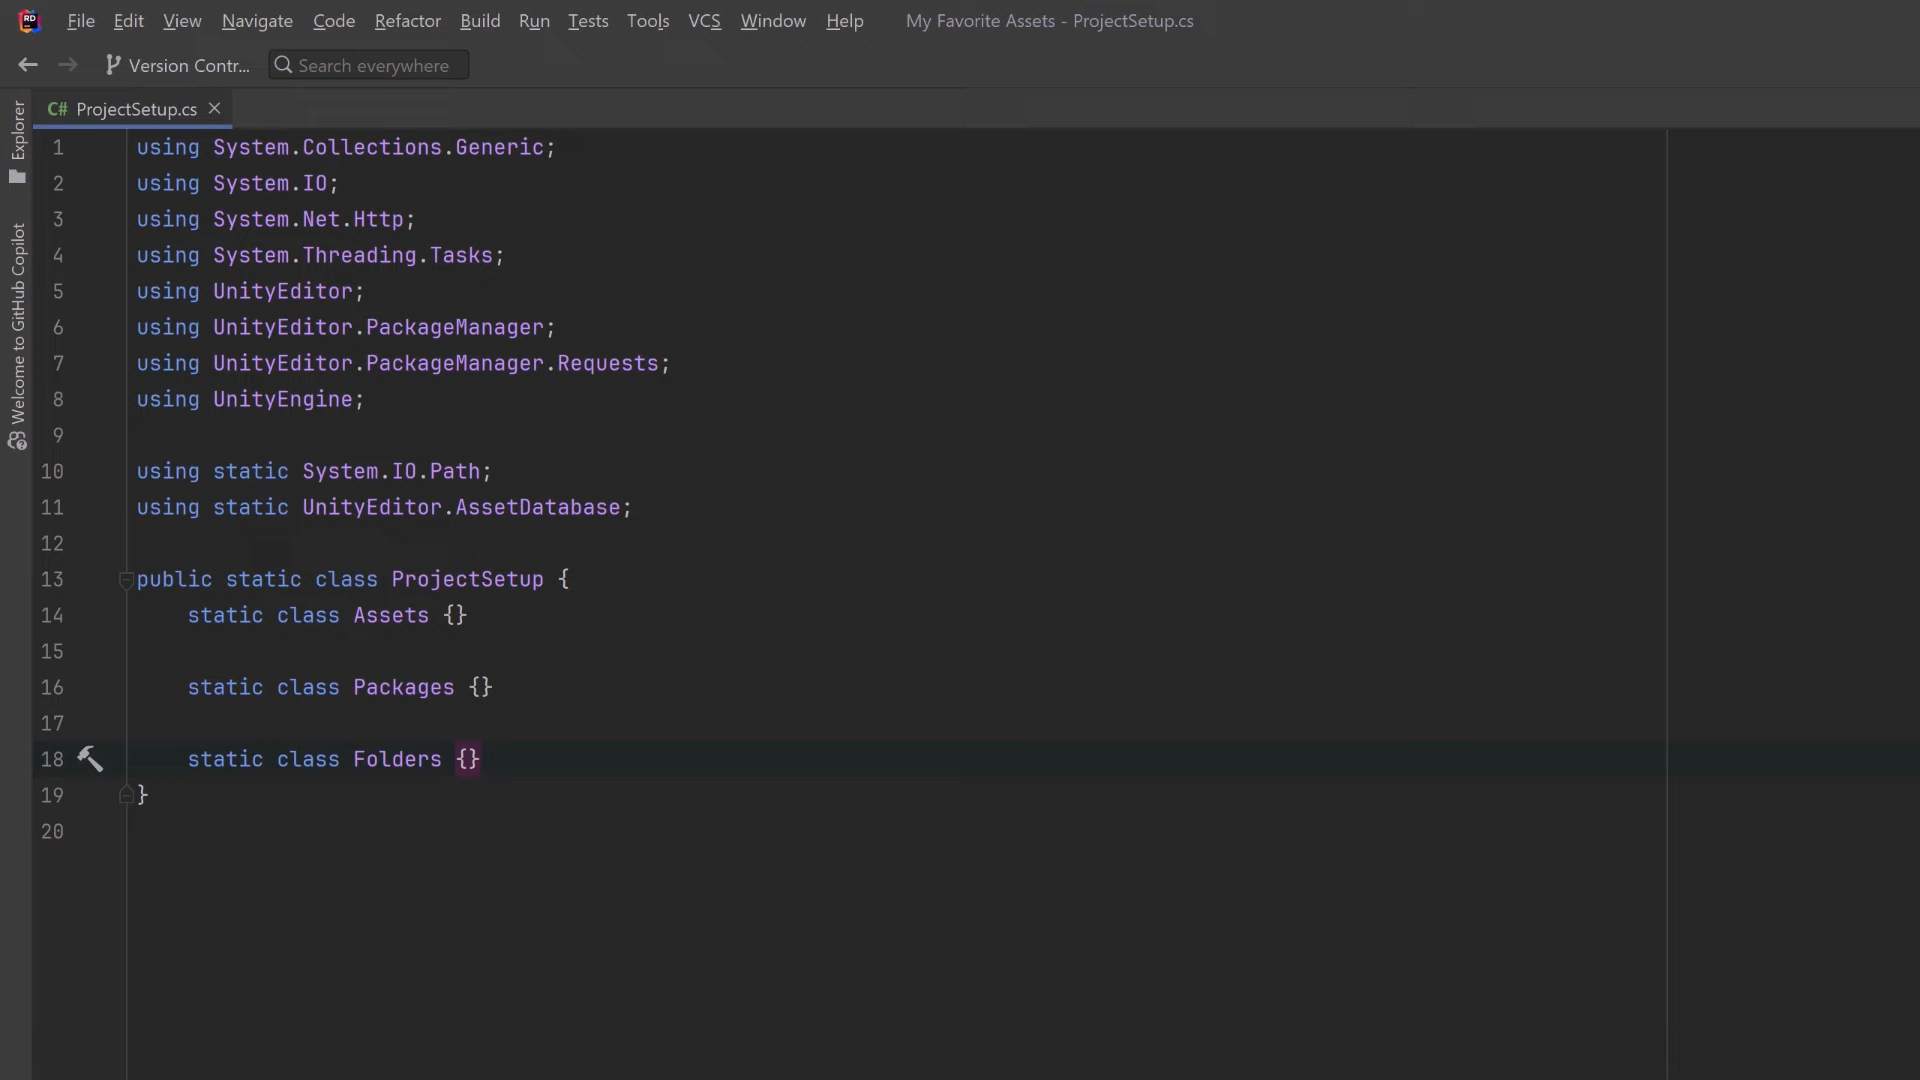 RD File Edit View Navigate Code Refactor Build Run Tests Tools VCS Window Help My Favorite Assets - ProjectSetup.cs
Version Contr... Search everywhere
C# ProjectSetup.cs
Explorer
Welcome to GitHub Copilot
1 using System.Collections.Generic;
2 using System.IO;
3 using System.Net.Http;
4 using System.Threading.Tasks;
5 using UnityEditor;
6 using UnityEditor.PackageManager;
7 using UnityEditor.PackageManager.Requests;
8 using UnityEngine;
9
10 using static System.IO.Path;
11 using static UnityEditor.AssetDatabase;
12
13 public static class ProjectSetup {
14 static class Assets {}
15
16 static class Packages {}
17
18 static class Folders {}
19 }
20